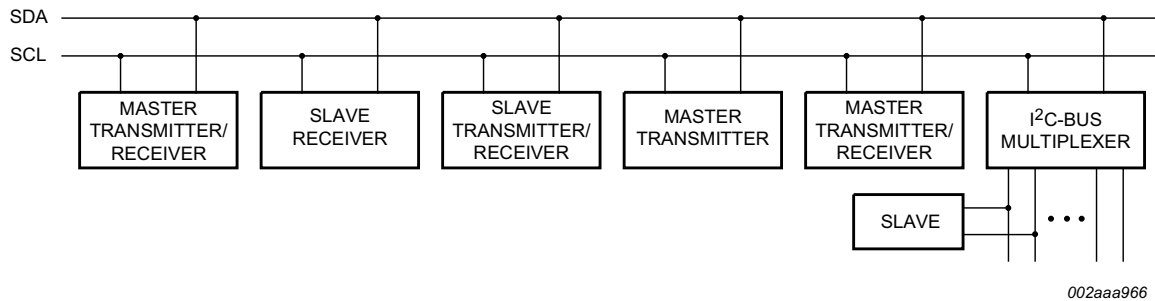 SDA
SCL
MASTER
TRANSMITTER/
RECEIVER
SLAVE
RECEIVER
SLAVE
TRANSMITTER/
RECEIVER
MASTER
TRANSMITTER
MASTER
TRANSMITTER/
RECEIVER
I²C-BUS
MULTIPLEXER
SLAVE
002aaa966